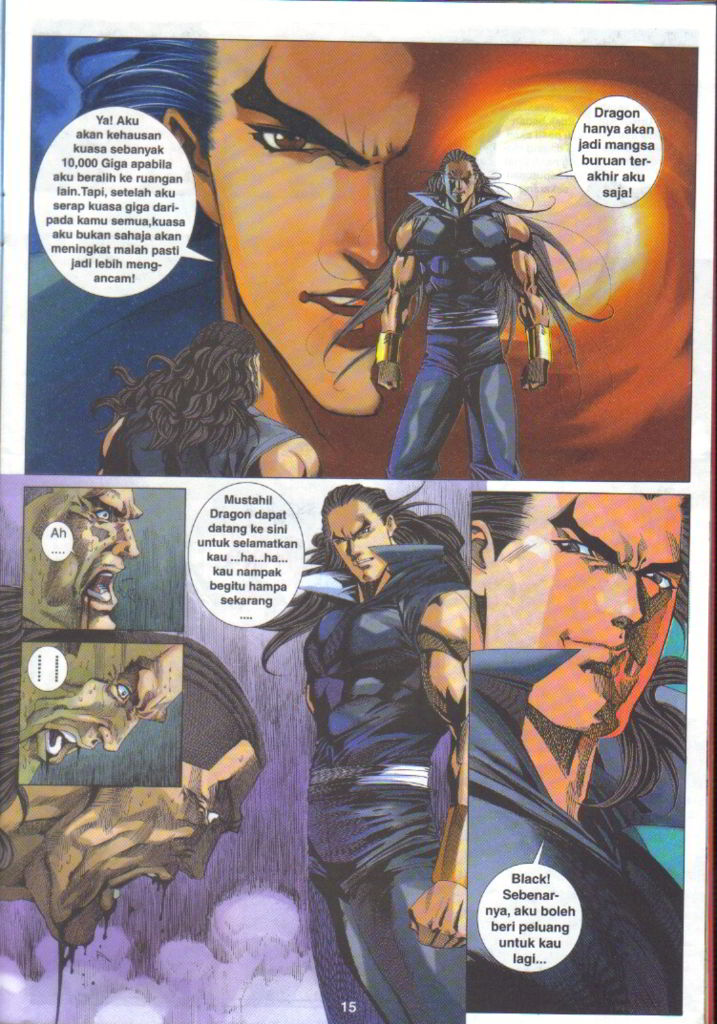 Ya! Aku
akan kehausan
kuasa sebanyak
10,000 Giga apabila
aku beralih ke ruangan
lain.Tapi, setelah aku
serap kuasa giga dari-
pada kamu semua,kuasa
aku bukan sahaja akan
meningkat malah pasti
jadi lebih meng-
ancam!
Dragon
hanya akan
jadi mangsa
buruan ter-
akhir aku
saja!
Ah
....
Mustahil
Dragon dapat
datang ke sini
untuk selamatkan
kau ...ha...ha...
kau nampak
begitu hampa
sekarang
....
Black!
Sebenar-
nya, aku boleh
beri peluang
untuk kau
lagi...
15